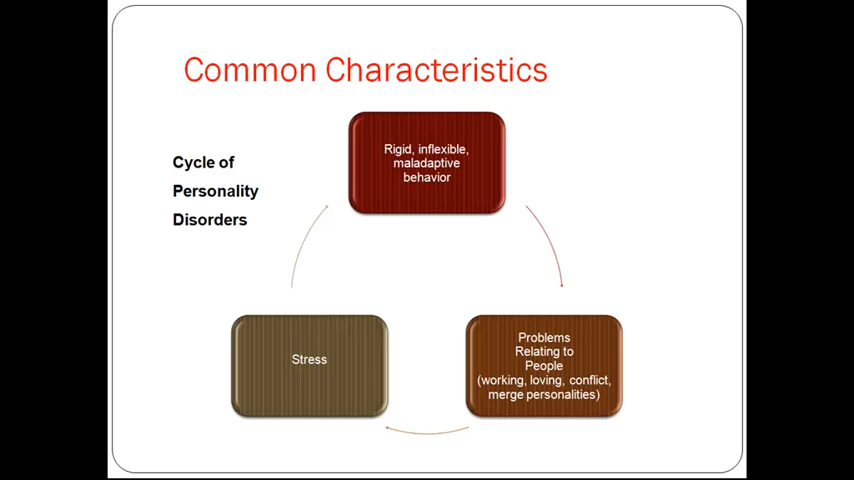 Common Characteristics
Cycle of
Personality
Disorders
Rigid, inflexible,
maladaptive
behavior
Problems
Relating to
People
(working, loving, conflict,
merge personalities)
Stress